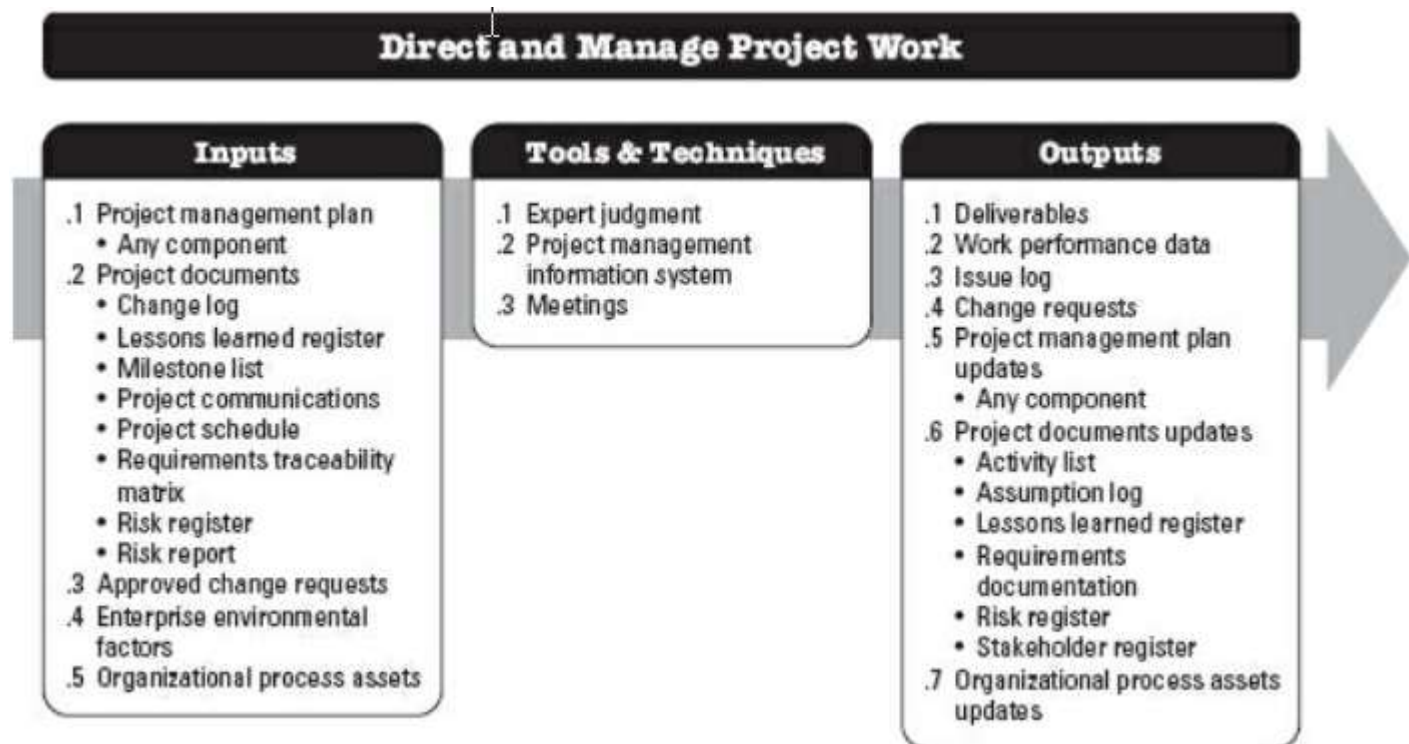 Direct and Manage Project Work
Inputs
.1 Project management plan
• Any component
.2 Project documents
• Change log
• Lessons learned register
• Milestone list
• Project communications
• Project schedule
• Requirements traceability
matrix
• Risk register
• Risk report
.3 Approved change requests
.4 Enterprise environmental
factors
.5 Organizational process assets
Tools & Techniques
.1 Expert judgment
.2 Project management
information system
.3 Meetings
Outputs
.1 Deliverables
.2 Work performance data
.3 Issue log
.4 Change requests
.5 Project management plan
updates
• Any component
.6 Project documents updates
• Activity list
• Assumption log
• Lessons learned register
• Requirements
documentation
• Risk register
• Stakeholder register
.7 Organizational process assets
updates